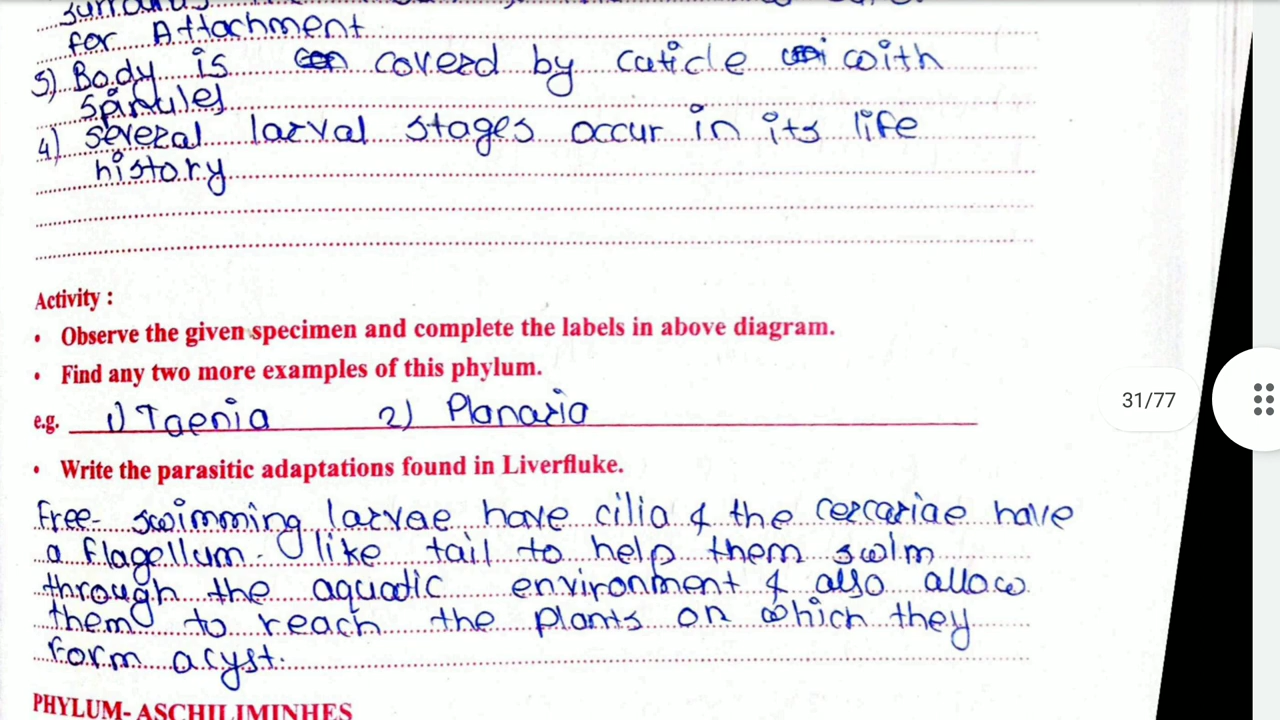 for Attachment
5) Body is covered by cuticle with
spinules
4) Several larval stages occur in its life
history
Activity :
• Observe the given specimen and complete the labels in above diagram.
• Find any two more examples of this phylum.
e.g. 1) Taenia 2) Planaria
• Write the parasitic adaptations found in Liverfluke.
Free- swimming larvae have cilia & the cercariae have
a flagellum- like tail to help them swim
through the aquatic environment & also allow
them to reach the plants on which they
form a cyst.
PHYLUM- ASCHILIMINHES
31/77